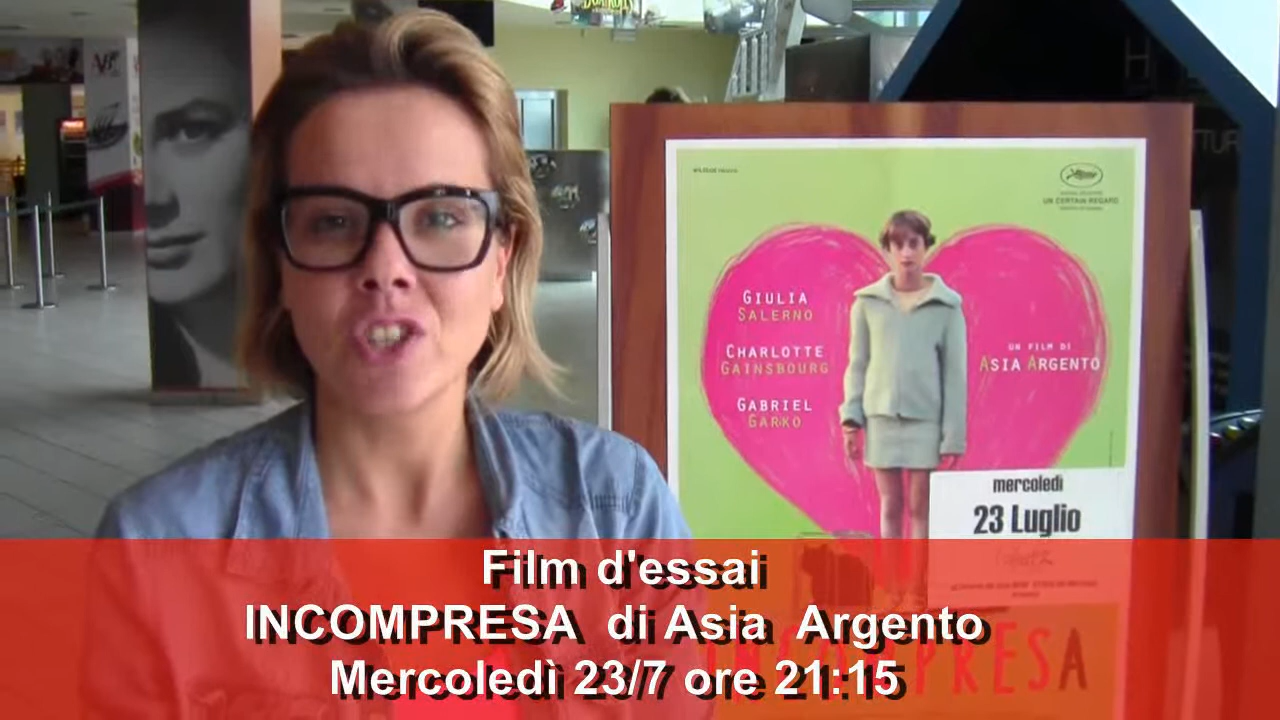 UN CERTAIN REGARD
GIULIA
SALERNO
CHARLOTTE
GAINSBOURG
GABRIEL
GARKO
UN FILM DI
ASIA ARGENTO
mercoledì
23 Luglio
INCOMPRESA
Film d'essai
INCOMPRESA di Asia Argento
Mercoledì 23/7 ore 21:15